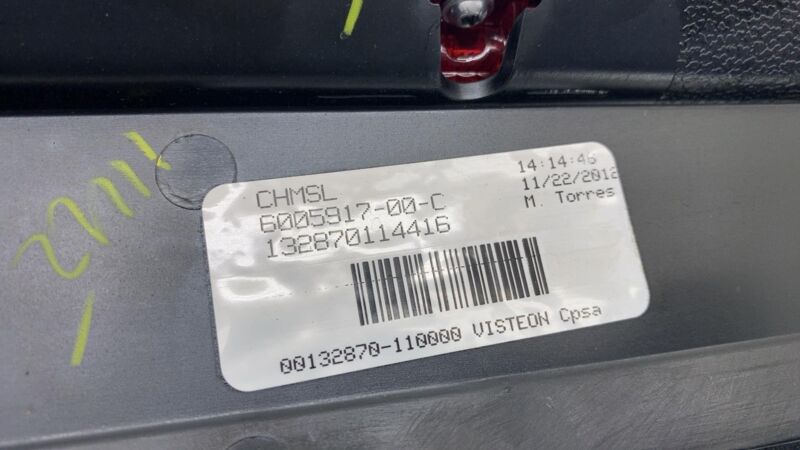 CHMSL
6005917-00-C
132870114416
14:14:46
11/22/2012
M. Torres
00132870-110000 VISTEON Cpsa